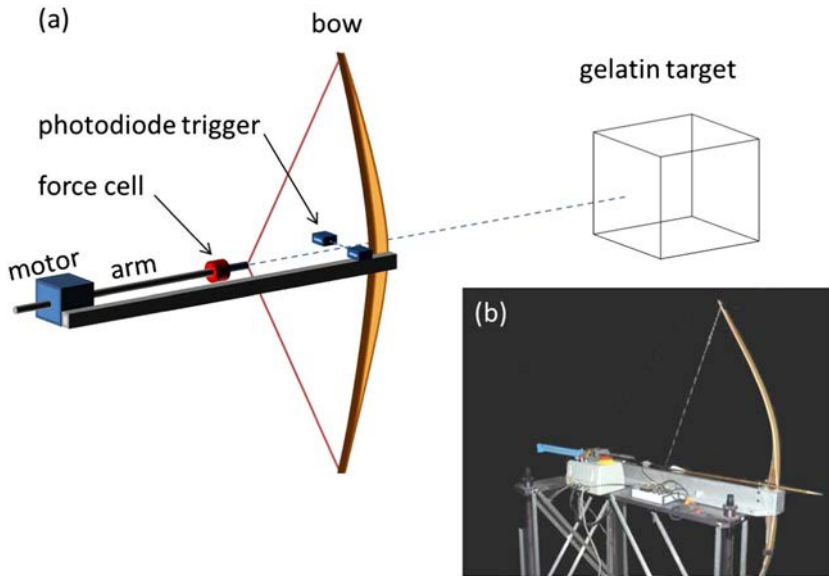 (a)
bow
gelatin target
photodiode trigger
force cell
motor
arm
(b)